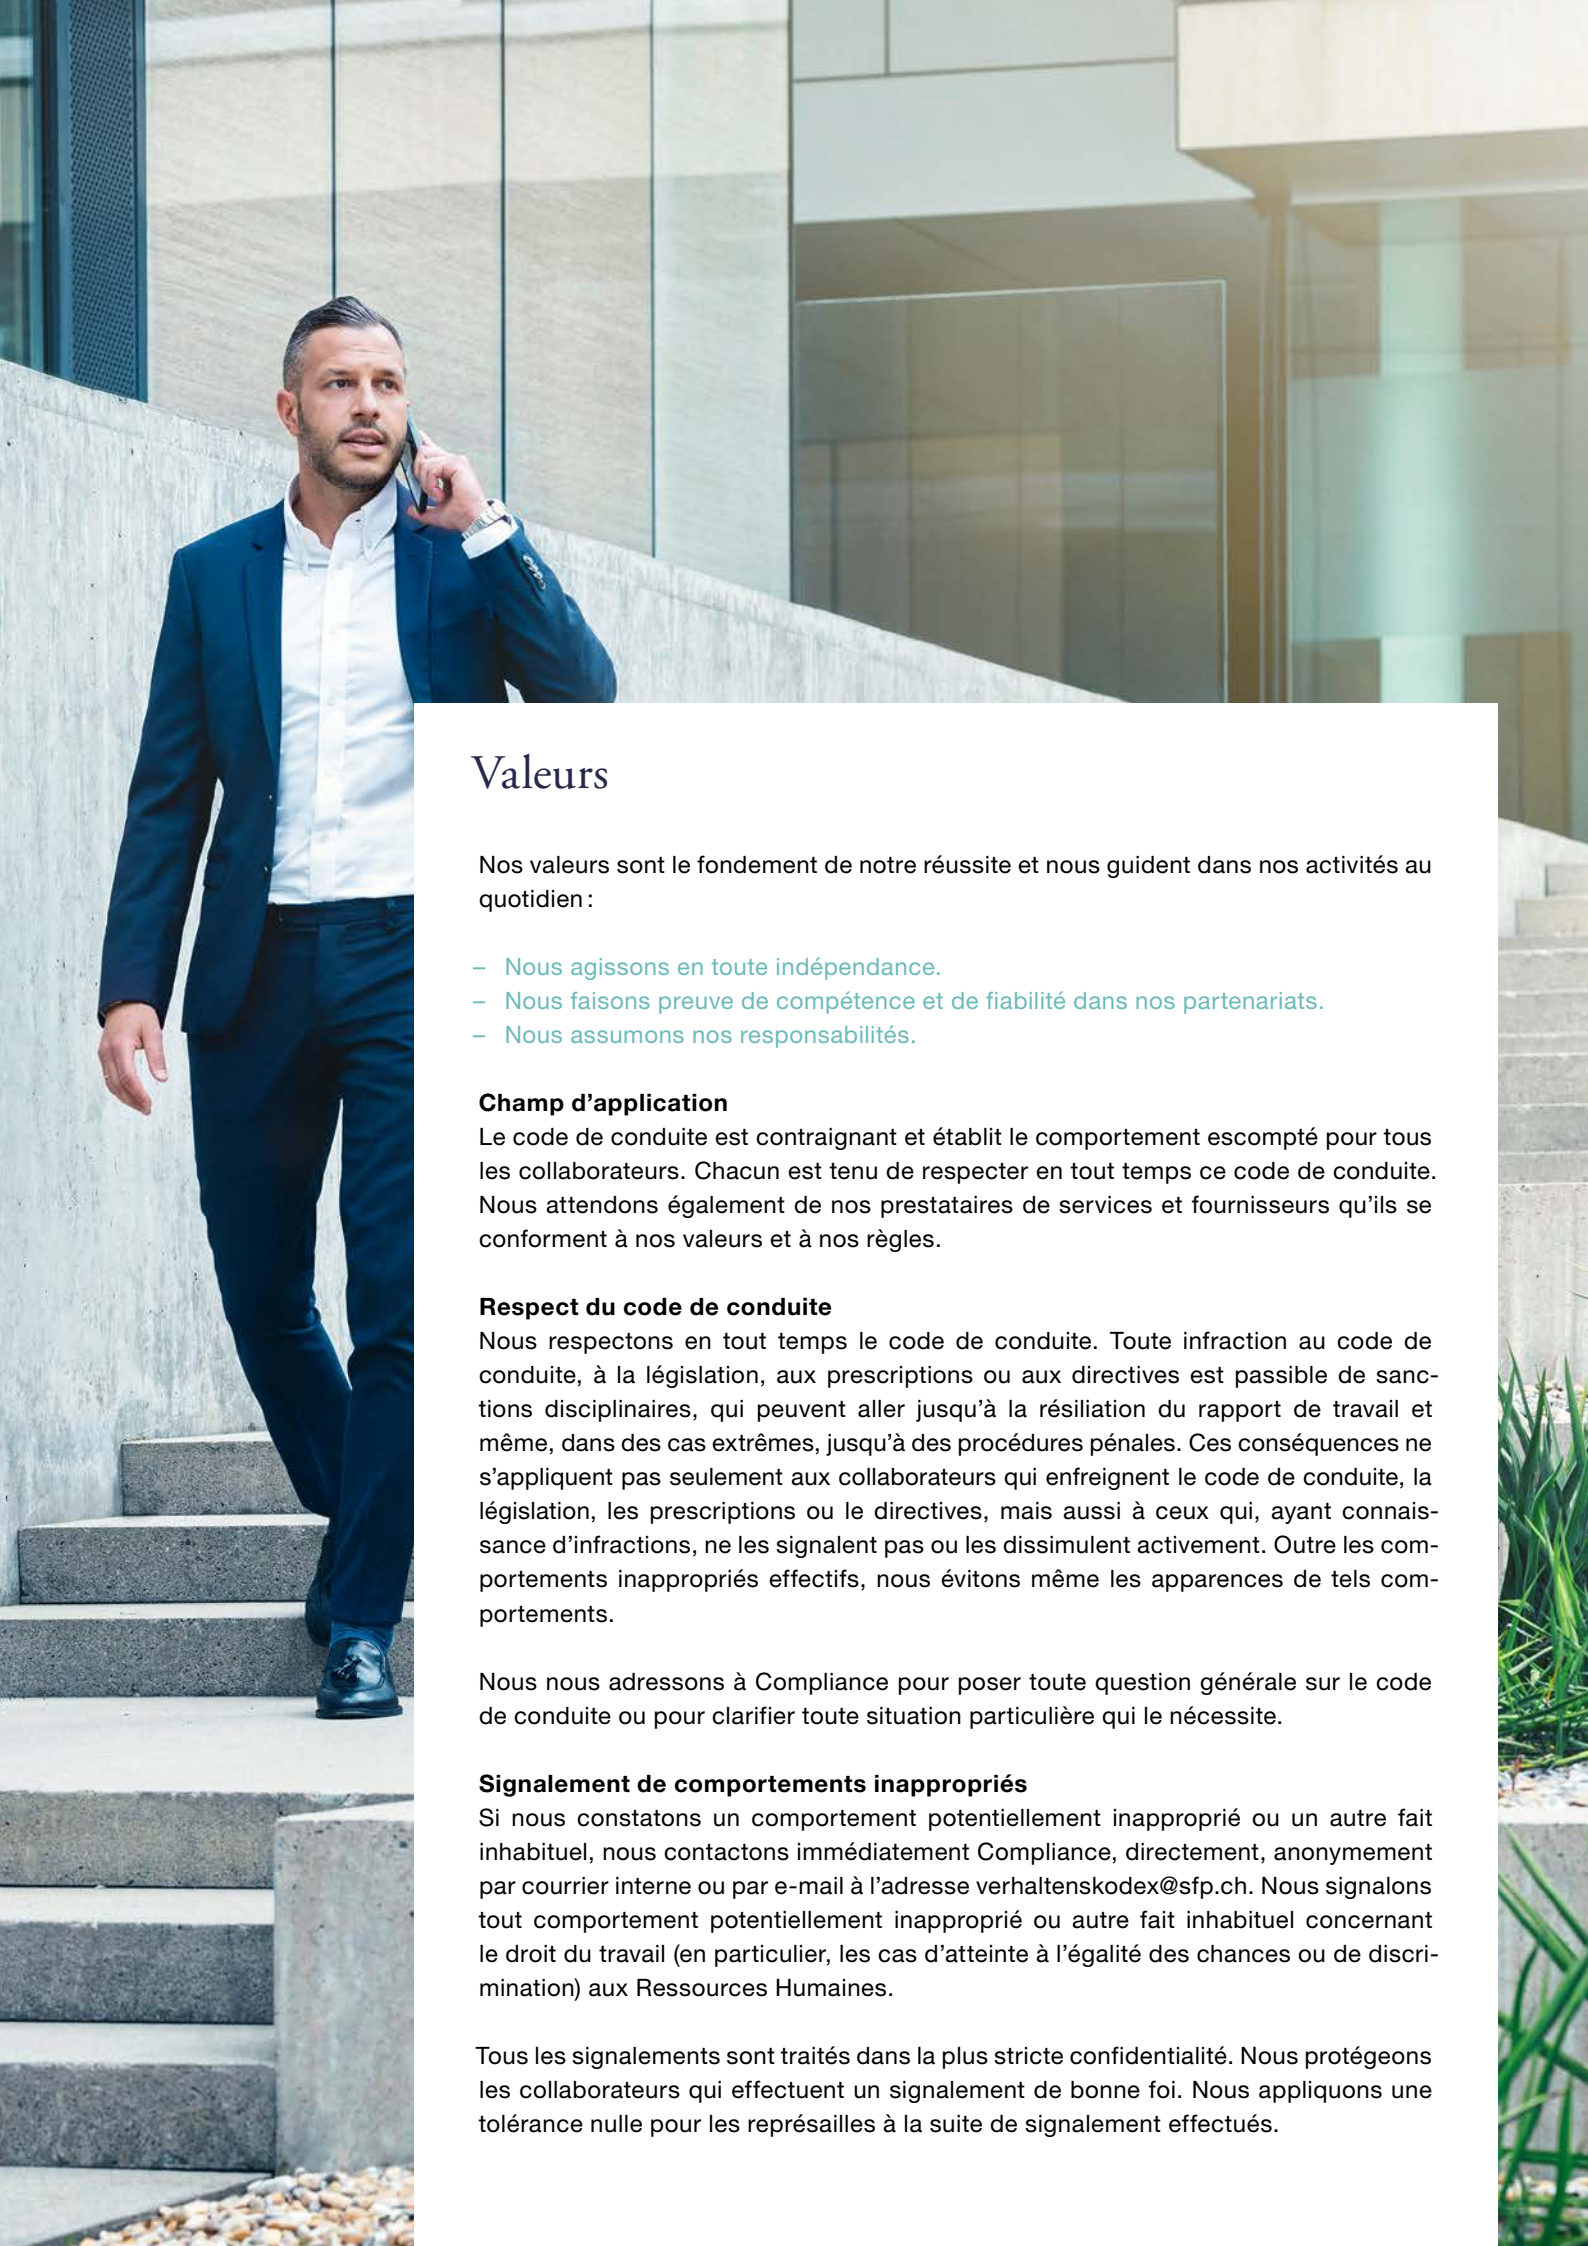 Valeurs
Nos valeurs sont le fondement de notre réussite et nous guident dans nos activités au
quotidien :
– Nous agissons en toute indépendance.
– Nous faisons preuve de compétence et de fiabilité dans nos partenariats.
– Nous assumons nos responsabilités.
Champ d’application
Le code de conduite est contraignant et établit le comportement escompté pour tous
les collaborateurs. Chacun est tenu de respecter en tout temps ce code de conduite.
Nous attendons également de nos prestataires de services et fournisseurs qu’ils se
conforment à nos valeurs et à nos règles.
Respect du code de conduite
Nous respectons en tout temps le code de conduite. Toute infraction au code de
conduite, à la législation, aux prescriptions ou aux directives est passible de sanc-
tions disciplinaires, qui peuvent aller jusqu’à la résiliation du rapport de travail et
même, dans des cas extrêmes, jusqu’à des procédures pénales. Ces conséquences ne
s’appliquent pas seulement aux collaborateurs qui enfreignent le code de conduite, la
législation, les prescriptions ou le directives, mais aussi à ceux qui, ayant connais-
sance d’infractions, ne les signalent pas ou les dissimulent activement. Outre les com-
portements inappropriés effectifs, nous évitons même les apparences de tels com-
portements.
Nous nous adressons à Compliance pour poser toute question générale sur le code
de conduite ou pour clarifier toute situation particulière qui le nécessite.
Signalement de comportements inappropriés
Si nous constatons un comportement potentiellement inapproprié ou un autre fait
inhabituel, nous contactons immédiatement Compliance, directement, anonymement
par courrier interne ou par e-mail à l’adresse verhaltenskodex@sfp.ch. Nous signalons
tout comportement potentiellement inapproprié ou autre fait inhabituel concernant
le droit du travail (en particulier, les cas d’atteinte à l’égalité des chances ou de discri-
mination) aux Ressources Humaines.
Tous les signalements sont traités dans la plus stricte confidentialité. Nous protégeons
les collaborateurs qui effectuent un signalement de bonne foi. Nous appliquons une
tolérance nulle pour les représailles à la suite de signalement effectués.